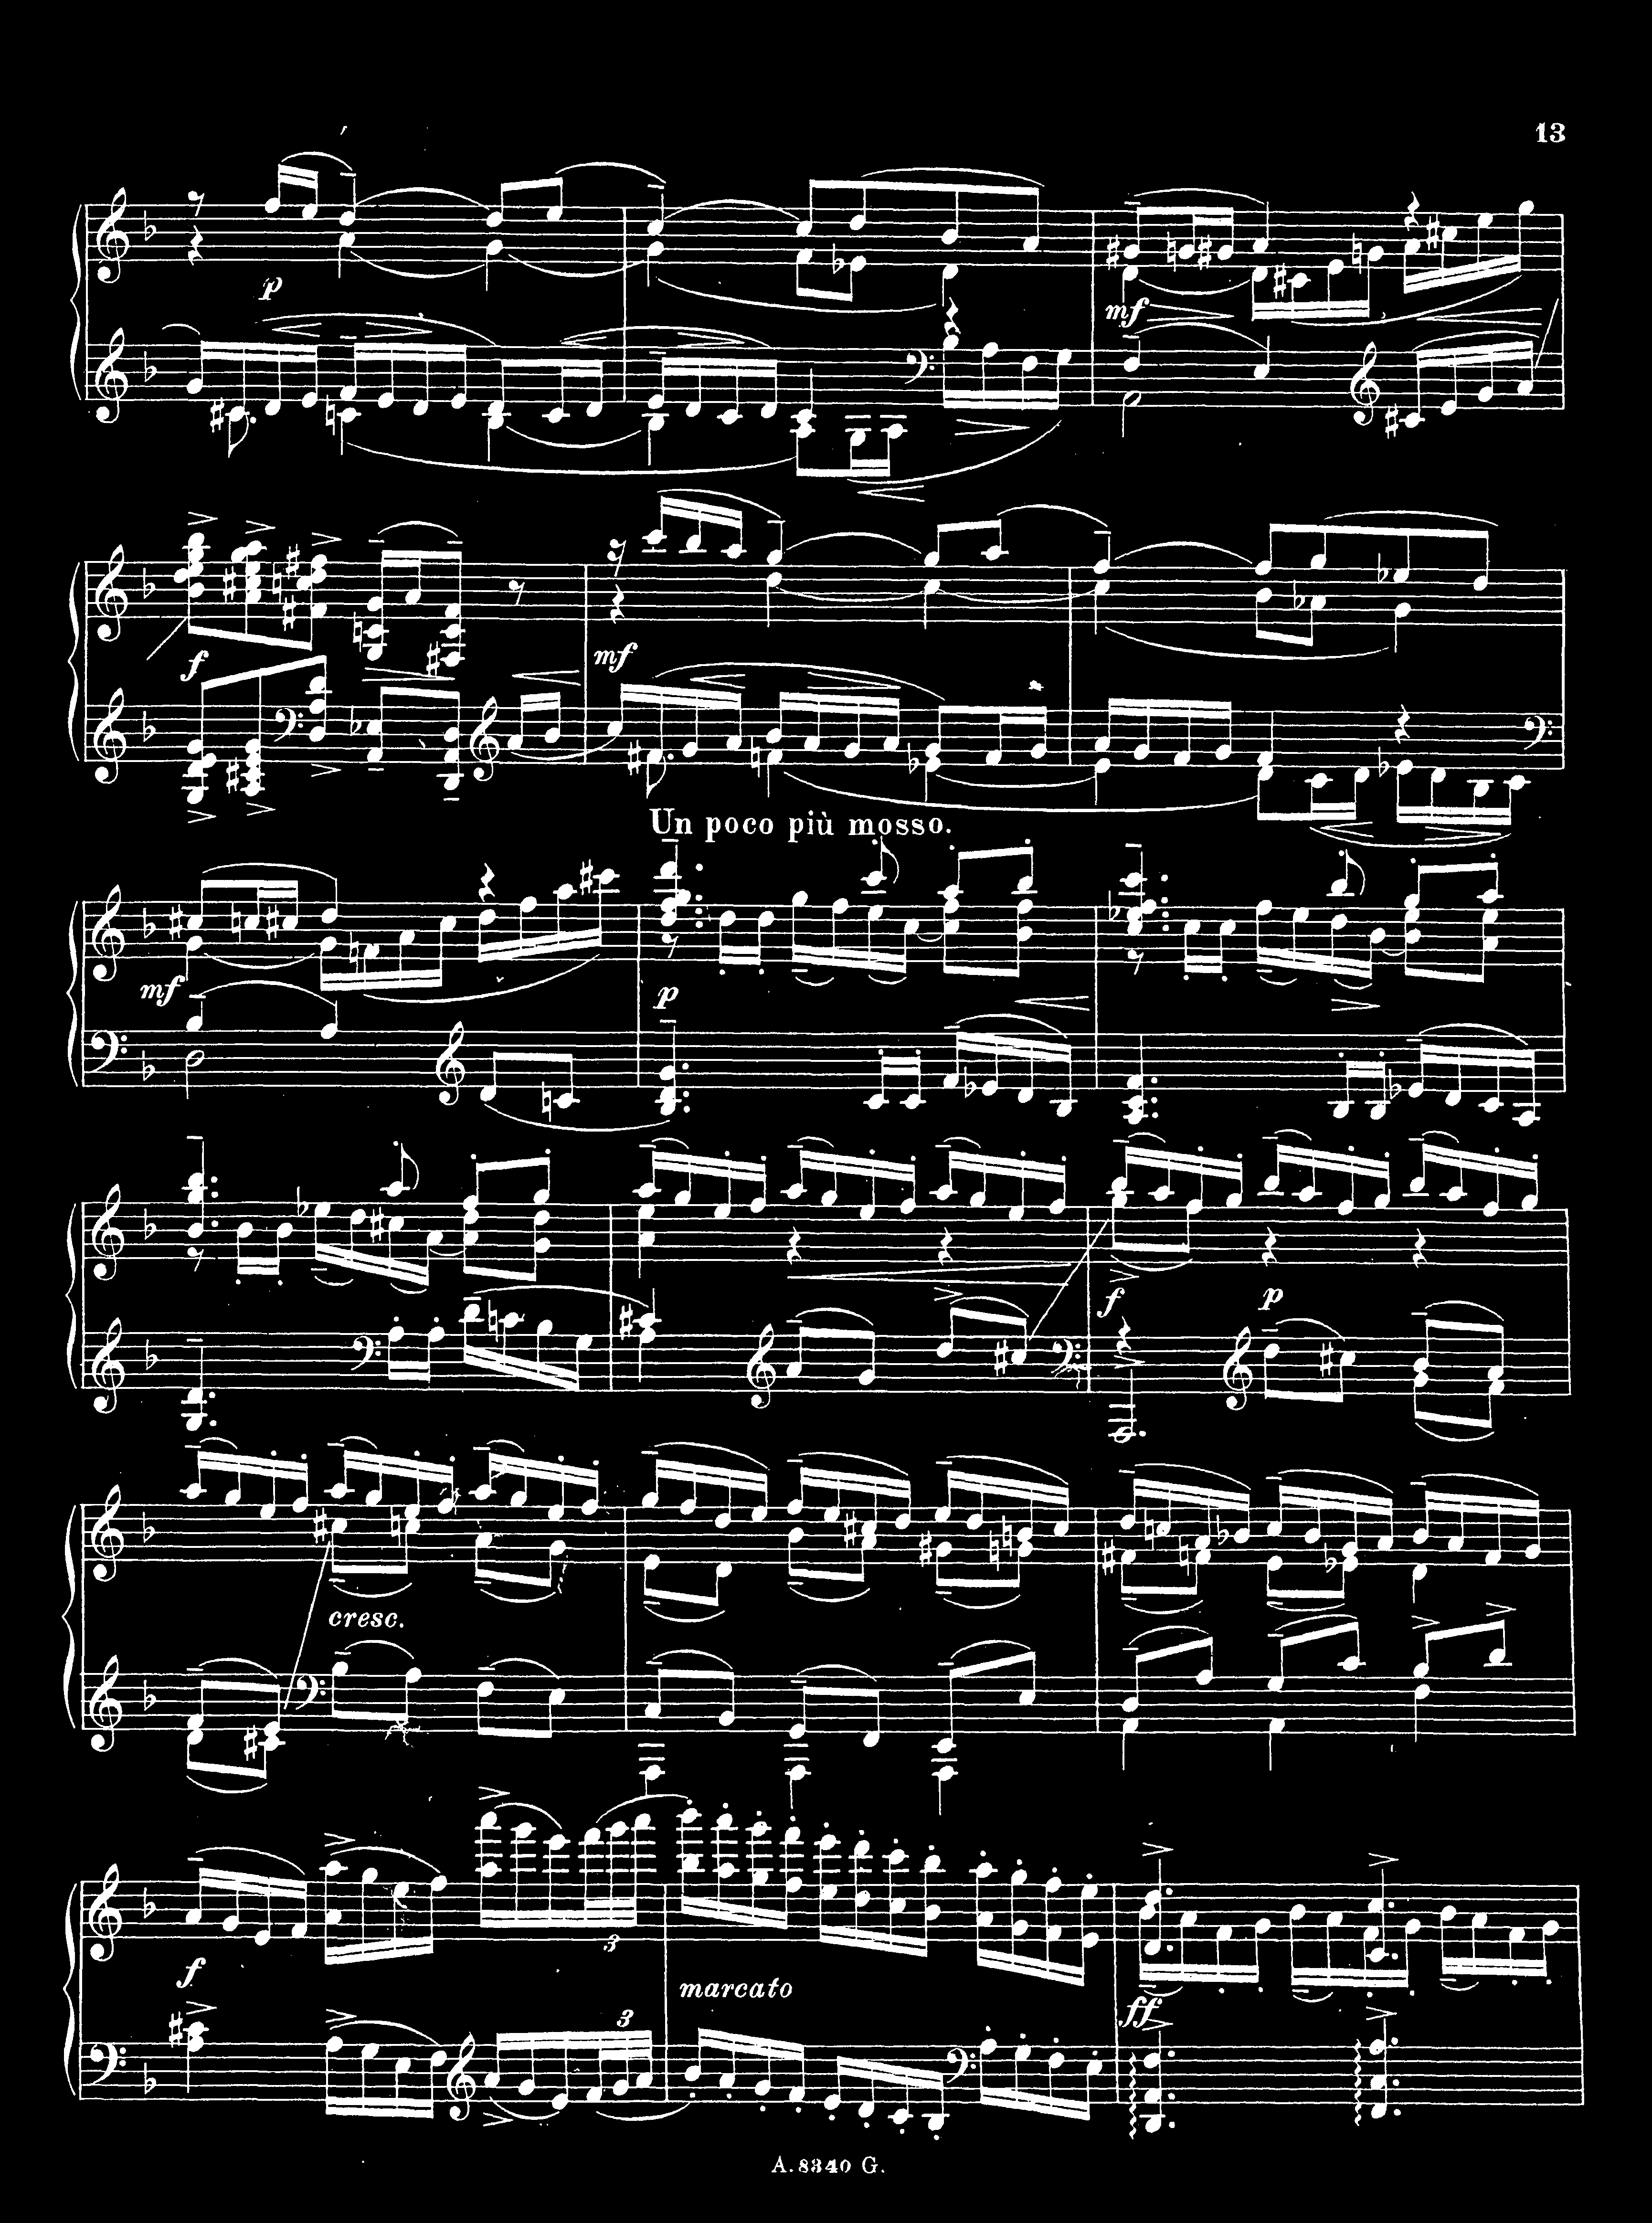 13
p
mf
f
mf
Un poco più mosso.
mf
p
f
p
cresc.
f
3
marcato
3
ff
A. 8340 G.